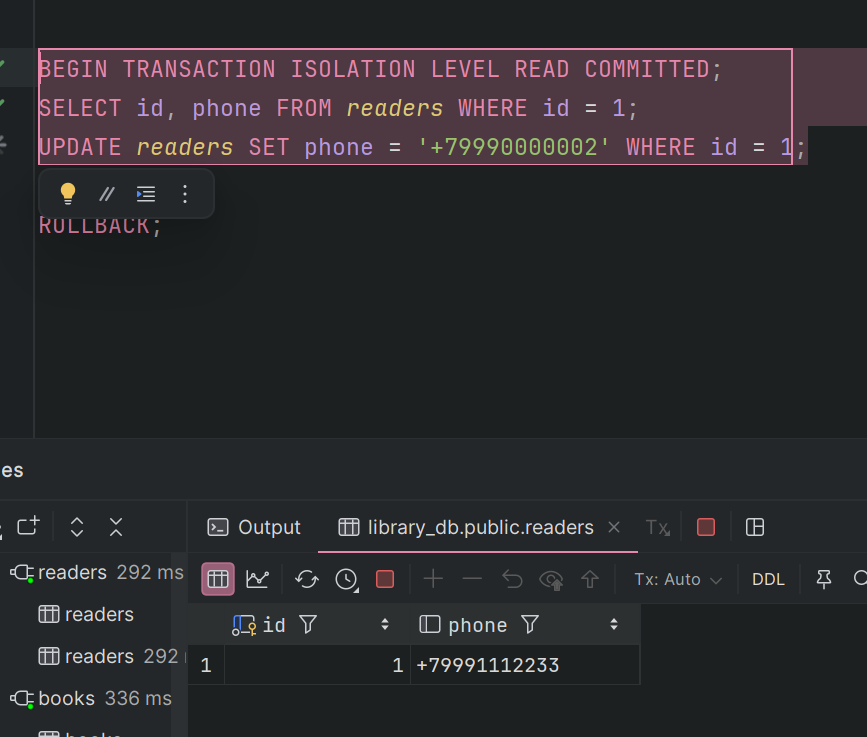 BEGIN TRANSACTION ISOLATION LEVEL READ COMMITTED;
SELECT id, phone FROM readers WHERE id = 1;
UPDATE readers SET phone = '+79990000002' WHERE id = 1;
ROLLBACK;
es
Output
library_db.public.readers
Tx
readers 292 ms
Tx: Auto
DDL
readers
id
phone
readers 292
1
1
+79991112233
books 336 ms